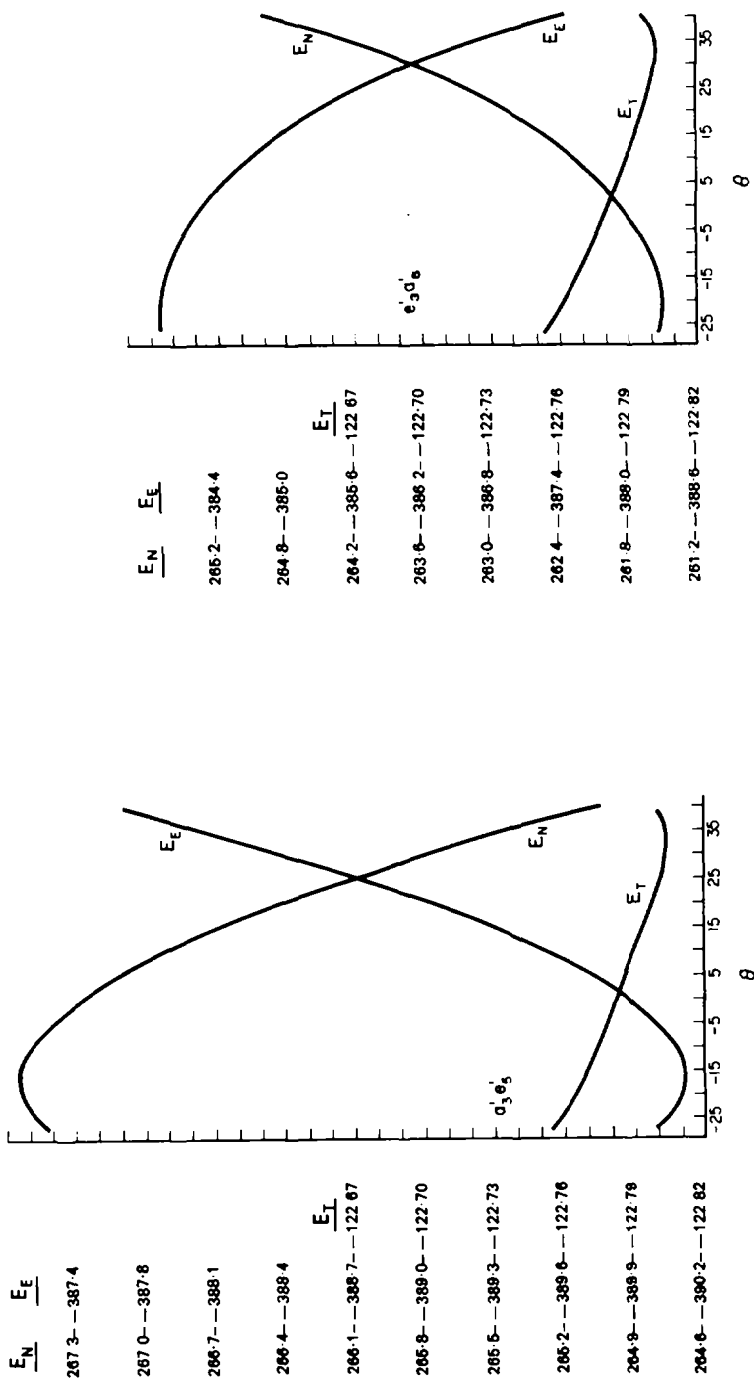 E_N E_E
267 3---387·4
267 0---387·8
266·7---388·1
266·4---388·4
E_T
266·1---388·7---122 67
265·8---389·0---122·70
265·5---389·3---122·73
265·2---389·6---122·76
264·9---389·9---122·79
264·6---390·2---122 82
E_E
E_N
E_T
a'₃e'₅
-25 -15 -5 5 15 25 35
θ
E_N E_E
265·2---384·4
264·8---385·0
E_T
264·2---385·6---122 67
263·6---386·2---122·70
263·0---386·8---122·73
262 4---387·4---122·76
261·8---388·0---122·79
261·2---388·6---122·82
E_N
E_E
E_T
e'₃a'₆
-25 -15 -5 5 15 25 35
θ